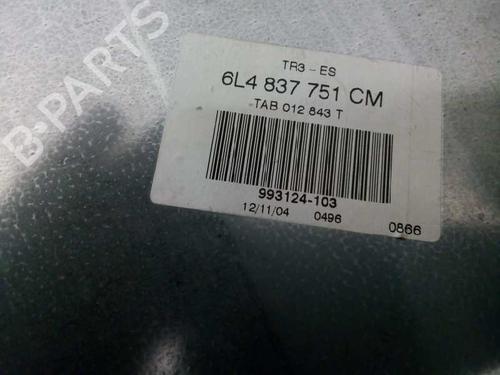 TR3 - ES
6L4 837 751 CM
TAB 012 843 T
993124-103
12/11/04 0496 0866
B-PARTS